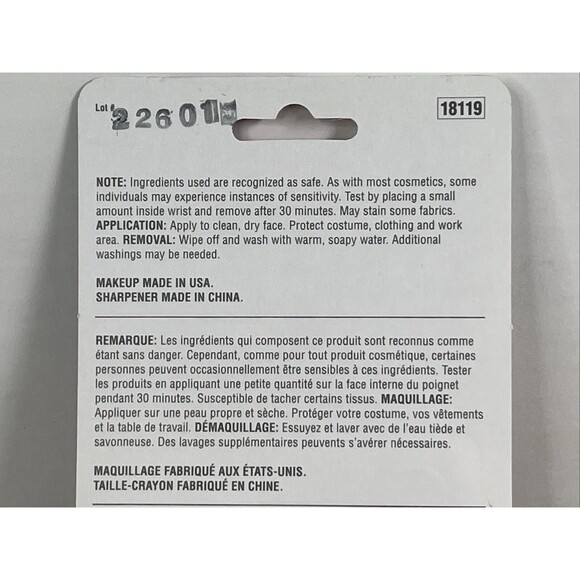 Lot # 22601
18119
NOTE: Ingredients used are recognized as safe. As with most cosmetics, some
individuals may experience instances of sensitivity. Test by placing a small
amount inside wrist and remove after 30 minutes. May stain some fabrics.
APPLICATION: Apply to clean, dry face. Protect costume, clothing and work
area. REMOVAL: Wipe off and wash with warm, soapy water. Additional
washings may be needed.
MAKEUP MADE IN USA.
SHARPENER MADE IN CHINA.
REMARQUE: Les ingrédients qui composent ce produit sont reconnus comme
étant sans danger. Cependant, comme pour tout produit cosmétique, certaines
personnes peuvent occasionnellement être sensibles à ces ingrédients. Tester
les produits en appliquant une petite quantité sur la face interne du poignet
pendant 30 minutes. Susceptible de tacher certains tissus. MAQUILLAGE:
Appliquer sur une peau propre et sèche. Protéger votre costume, vos vêtements
et la table de travail. DÉMAQUILLAGE: Essuyez et laver avec de l'eau tiède et
savonneuse. Des lavages supplémentaires peuvents s'avérer nécessaires.
MAQUILLAGE FABRIQUÉ AUX ÉTATS-UNIS.
TAILLE-CRAYON FABRIQUÉ EN CHINE.